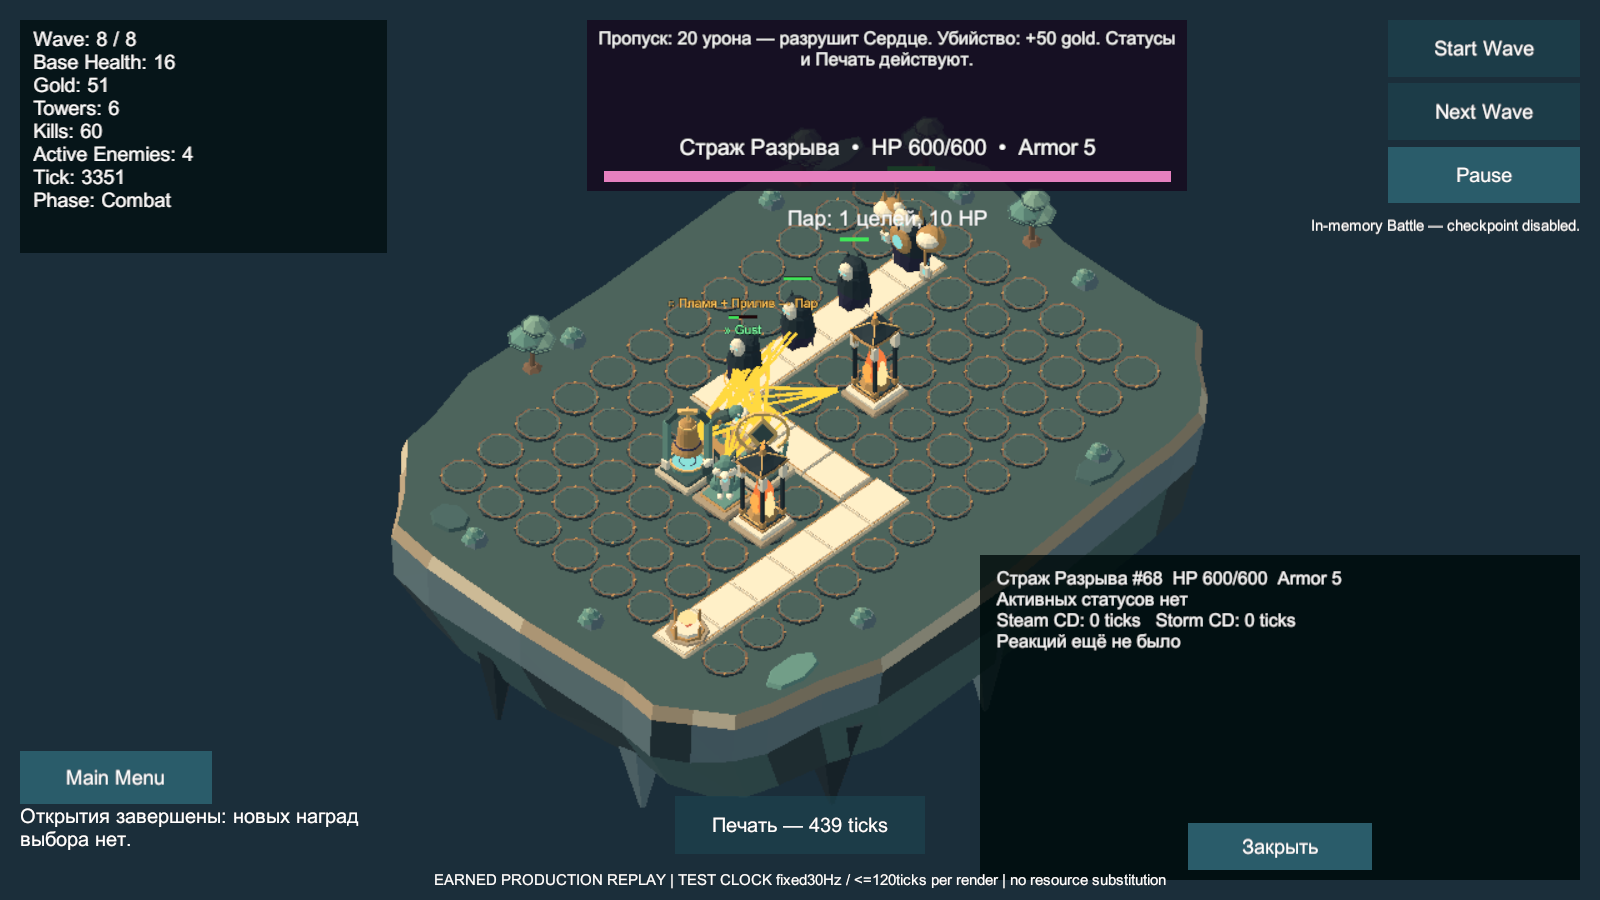 Wave: 8 / 8
Base Health: 16
Gold: 51
Towers: 6
Kills: 60
Active Enemies: 4
Tick: 3351
Phase: Combat
Пропуск: 20 урона — разрушит Сердце. Убийство: +50 gold. Статусы
и Печать действуют.
Страж Разрыва • HP 600/600 • Armor 5
Start Wave
Next Wave
Pause
In-memory Battle — checkpoint disabled.
Пар: 1 целей, 10 HP
Пламя + Прилив → Пар
» Gust
Страж Разрыва #68 HP 600/600 Armor 5
Активных статусов нет
Steam CD: 0 ticks Storm CD: 0 ticks
Реакций ещё не было
Закрыть
Main Menu
Открытия завершены: новых наград
выбора нет.
Печать — 439 ticks
EARNED PRODUCTION REPLAY | TEST CLOCK fixed30Hz / <=120ticks per render | no resource substitution